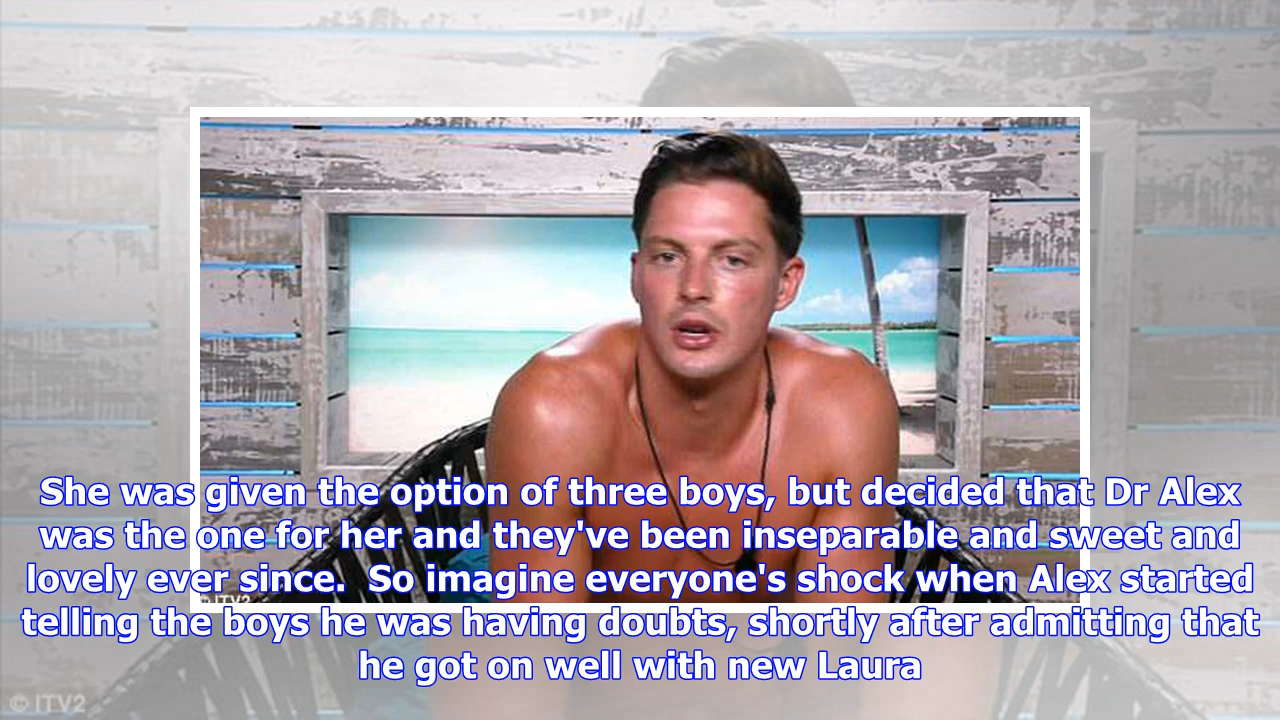 She was given the option of three boys, but decided that Dr Alex
was the one for her and they've been inseparable and sweet and
lovely ever since.  So imagine everyone's shock when Alex started
telling the boys he was having doubts, shortly after admitting that
he got on well with new Laura
© ITV2
© ITV2